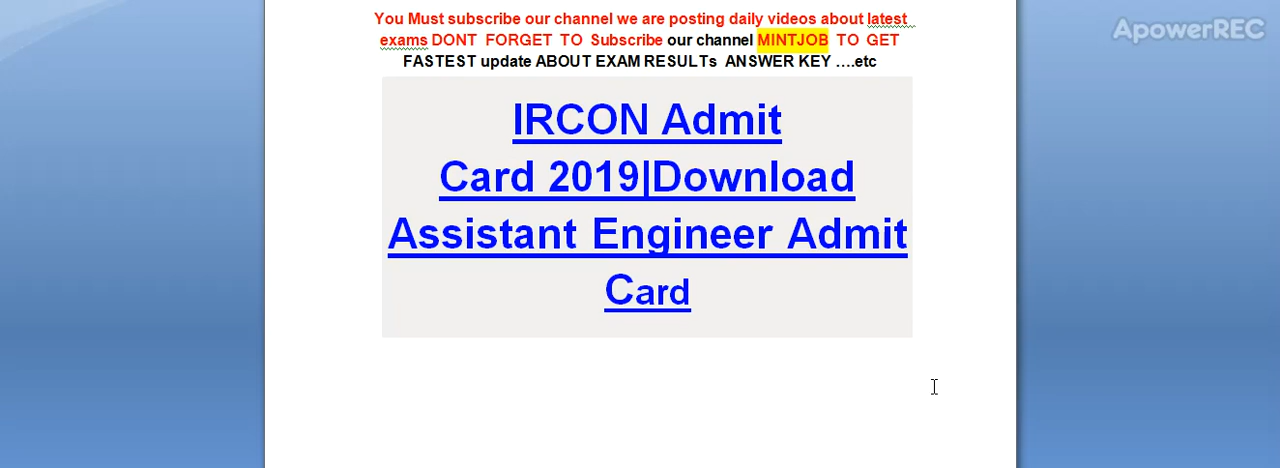 You Must subscribe our channel we are posting daily videos about latest
exams DONT FORGET TO Subscribe our channel MINTJOB TO GET
FASTEST update ABOUT EXAM RESULTs ANSWER KEY ....etc
IRCON Admit
Card 2019|Download
Assistant Engineer Admit
Card
ApowerREC